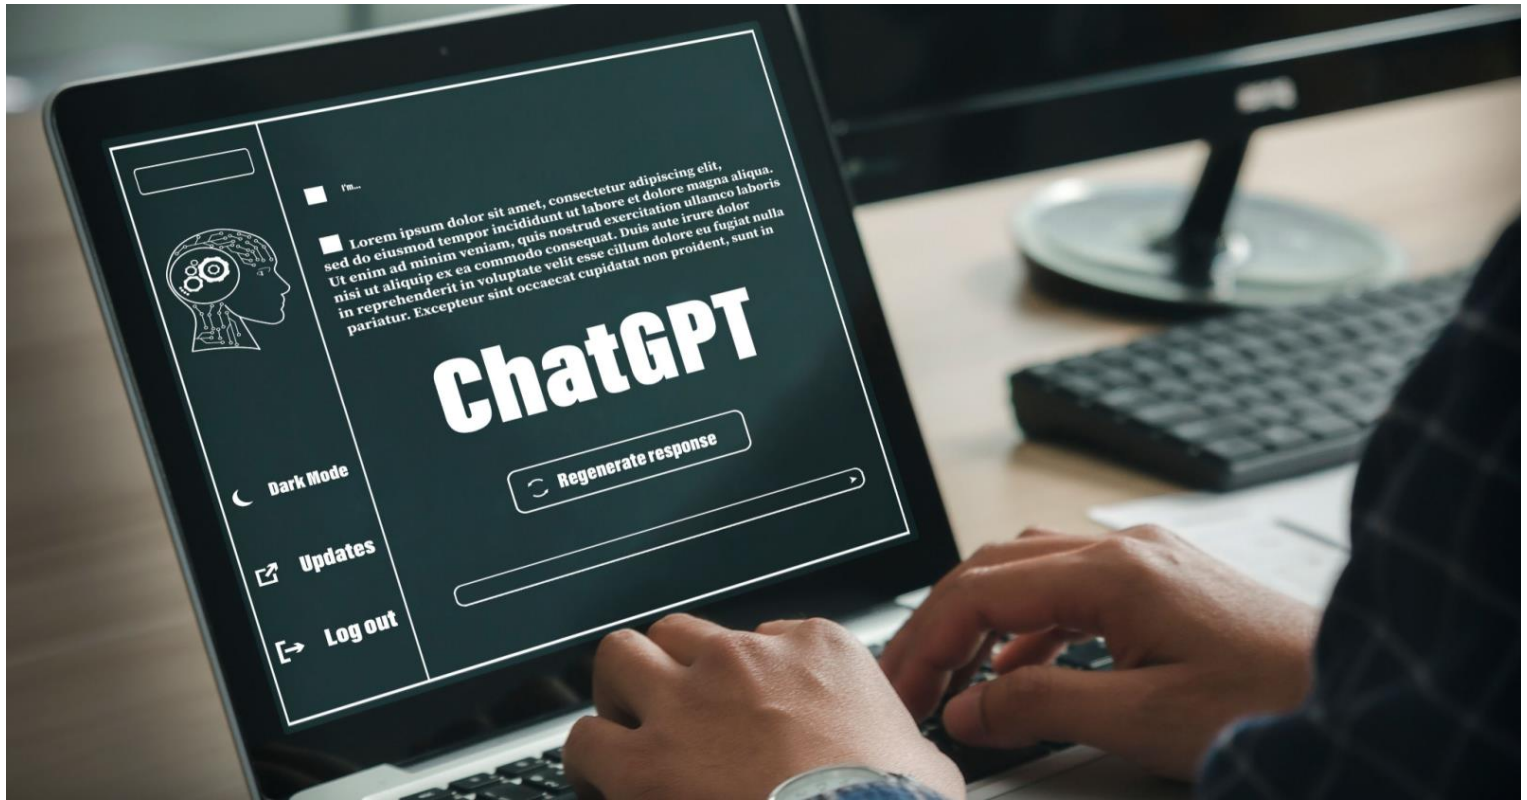 I'm...
Lorem ipsum dolor sit amet, consectetur adipiscing elit,
sed do eiusmod tempor incididunt ut labore et dolore magna aliqua.
Ut enim ad minim veniam, quis nostrud exercitation ullamco laboris
nisi ut aliquip ex ea commodo consequat. Duis aute irure dolor
in reprehenderit in voluptate velit esse cillum dolore eu fugiat nulla
pariatur. Excepteur sint occaecat cupidatat non proident, sunt in
ChatGPT
Regenerate response
Dark Mode
Updates
Log out